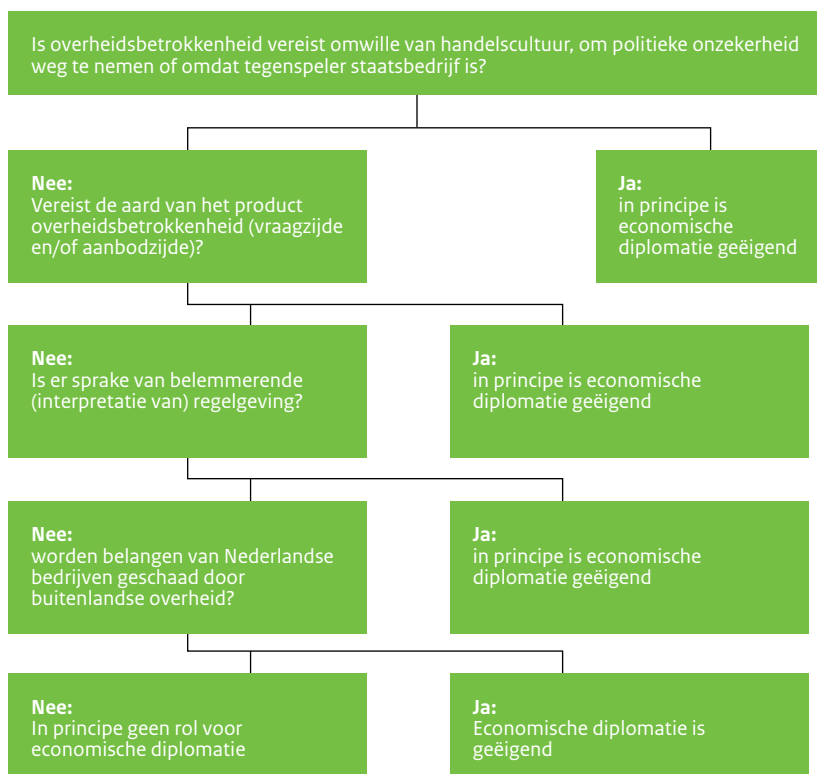 Is overheidsbetrokkenheid vereist omwille van handelscultuur, om politieke onzekerheid
weg te nemen of omdat tegenspeler staatsbedrijf is?
Nee:
Vereist de aard van het product
overheidsbetrokkenheid (vraagzijde
en/of aanbodzijde)?
Ja:
in principe is
economische
diplomatie geëigend
Nee:
Is er sprake van belemmerende
(interpretatie van) regelgeving?
Ja:
in principe is economische
diplomatie geëigend
Nee:
worden belangen van Nederlandse
bedrijven geschaad door
buitenlandse overheid?
Ja:
in principe is economische
diplomatie geëigend
Nee:
In principe geen rol voor
economische diplomatie
Ja:
Economische diplomatie is
geëigend